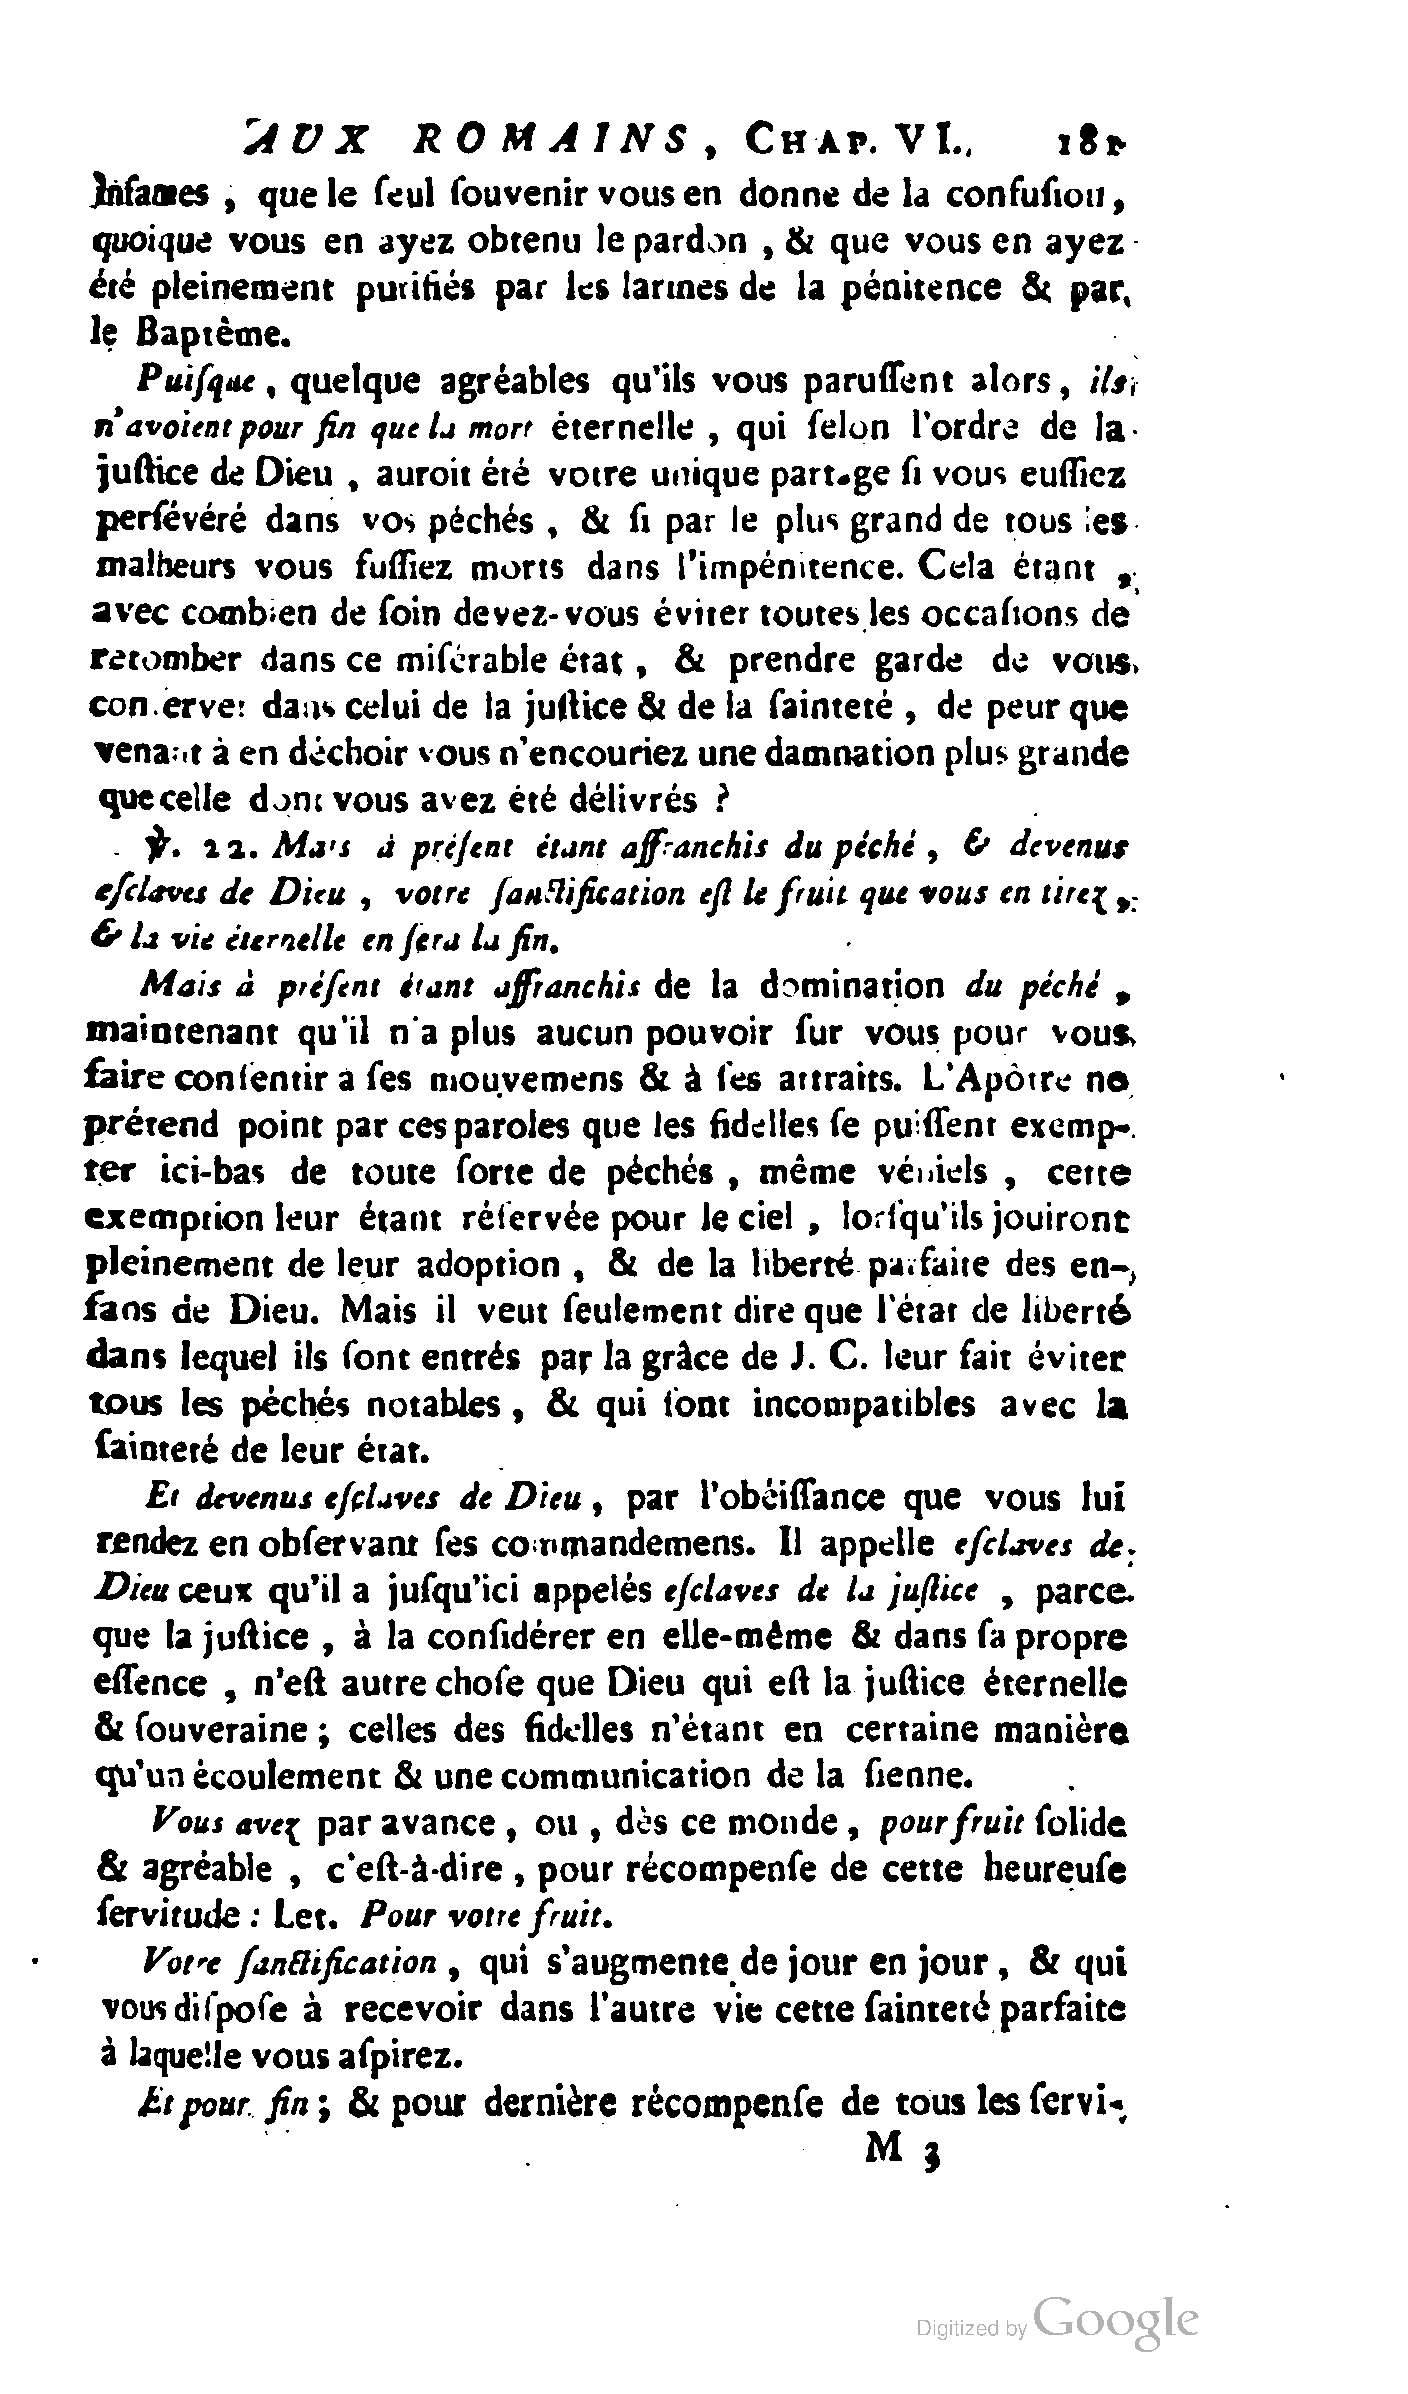 AUX ROMAINS, CHAP. VI. 181
infames, que le ſeul ſouvenir vous en donne de la confuſion,
quoique vous en ayez obtenu le pardon, & que vous en ayez
été pleinement purifiés par les larmes de la pénitence & par
le Baptême.
Puiſque, quelque agréables qu'ils vous paruſſent alors, ils
n'avoient pour fin que la mort éternelle, qui ſelon l'ordre de la
juſtice de Dieu, auroit été votre unique partage ſi vous euſſiez
perſévéré dans vos péchés, & ſi par le plus grand de tous les
malheurs vous fuſſiez morts dans l'impénitence. Cela étant,
avec combien de ſoin devez-vous éviter toutes les occaſions de
retomber dans ce miſérable état, & prendre garde de vous
conſerver dans celui de la juſtice & de la ſainteté, de peur que
venant à en déchoir vous n'encouriez une damnation plus grande
que celle dont vous avez été délivrés ?
℣. 22. Mais à préſent étant affranchis du péché, & devenus
eſclaves de Dieu, votre ſanctification eſt le fruit que vous en tirez,
& la vie éternelle en ſera la fin.
Mais à préſent étant affranchis de la domination du péché,
maintenant qu'il n'a plus aucun pouvoir ſur vous pour vous
faire conſentir à ſes mouvemens & à ſes attraits. L'Apôtre ne
prétend point par ces paroles que les fidelles ſe puiſſent exemp-
ter ici-bas de toute ſorte de péchés, même véniels, cette
exemption leur étant réſervée pour le ciel, lorſqu'ils jouiront
pleinement de leur adoption, & de la liberté parfaite des en-
fans de Dieu. Mais il veut ſeulement dire que l'état de liberté
dans lequel ils ſont entrés par la grâce de J. C. leur fait éviter
tous les péchés notables, & qui ſont incompatibles avec la
ſainteté de leur état.
Et devenus eſclaves de Dieu, par l'obéiſſance que vous lui
rendez en obſervant ſes commandemens. Il appelle eſclaves de
Dieu ceux qu'il a juſqu'ici appelés eſclaves de la juſtice, parce
que la juſtice, à la conſidérer en elle-même & dans ſa propre
eſſence, n'eſt autre choſe que Dieu qui eſt la juſtice éternelle
& ſouveraine ; celles des fidelles n'étant en certaine manière
qu'un écoulement & une communication de la ſienne.
Vous avez par avance, ou, dès ce monde, pour fruit ſolide
& agréable, c'eſt-à-dire, pour récompenſe de cette heureuſe
ſervitude : Let. Pour votre fruit.
Votre ſanctification, qui s'augmente de jour en jour, & qui
vous diſpoſe à recevoir dans l'autre vie cette ſainteté parfaite
à laquelle vous aſpirez.
Et pour fin ; & pour dernière récompenſe de tous les ſervi-
M 3
Digitized by Google